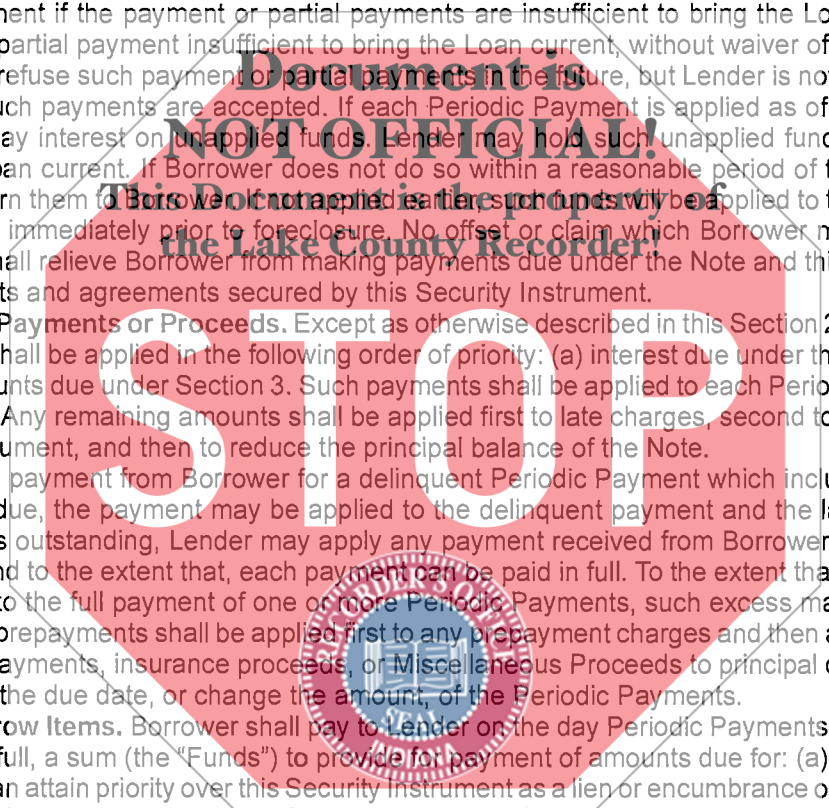 ent if the payment or partial payments are insufficient to bring the Lo
partial payment insufficient to bring the Loan current, without waiver of
refuse such payment or partial payments in the future, but Lender is no
ch payments are accepted. If each Periodic Payment is applied as of
ay interest on unapplied funds. Lender may hold such unapplied fun
an current. If Borrower does not do so within a reasonable period of
rn them to Borrower. If not applied earlier, such funds will be applied to
immediately prior to foreclosure. No offset or claim which Borrower
all relieve Borrower from making payments due under the Note and thi
ts and agreements secured by this Security Instrument.
Payments or Proceeds. Except as otherwise described in this Section 2
hall be applied in the following order of priority: (a) interest due under th
unts due under Section 3. Such payments shall be applied to each Perio
Any remaining amounts shall be applied first to late charges, second to
ument, and then to reduce the principal balance of the Note.
payment from Borrower for a delinquent Periodic Payment which inclu
due, the payment may be applied to the delinquent payment and the l
s outstanding, Lender may apply any payment received from Borrower
nd to the extent that, each payment can be paid in full. To the extent tha
o the full payment of one or more Periodic Payments, such excess ma
prepayments shall be applied first to any prepayment charges and then
ayments, insurance proceeds, or Miscellaneous Proceeds to principal
the due date, or change the amount, of the Periodic Payments.
row Items. Borrower shall pay to Lender on the day Periodic Payments
full, a sum (the "Funds") to provide for payment of amounts due for: (a)
n attain priority over this Security Instrument as a lien or encumbrance o
Document is
NOT OFFICIAL!
This Document is the property of
the Lake County Recorder!
STOP
RECORDER'S OFFIC
SEAL
INDIANA